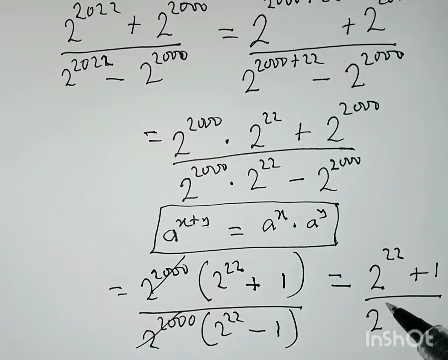 2^2022 + 2^2000 / 2^2022 − 2^2000 = 2^2000+22 + 2^2000 / 2^2000+22 − 2^2000
= 2^2000 · 2^22 + 2^2000 / 2^2000 · 2^22 − 2^2000
a^x+y = a^x · a^y
= 2^2000 (2^22 + 1) / 2^2000 (2^22 − 1) = 2^22 + 1 / 2
InShOt